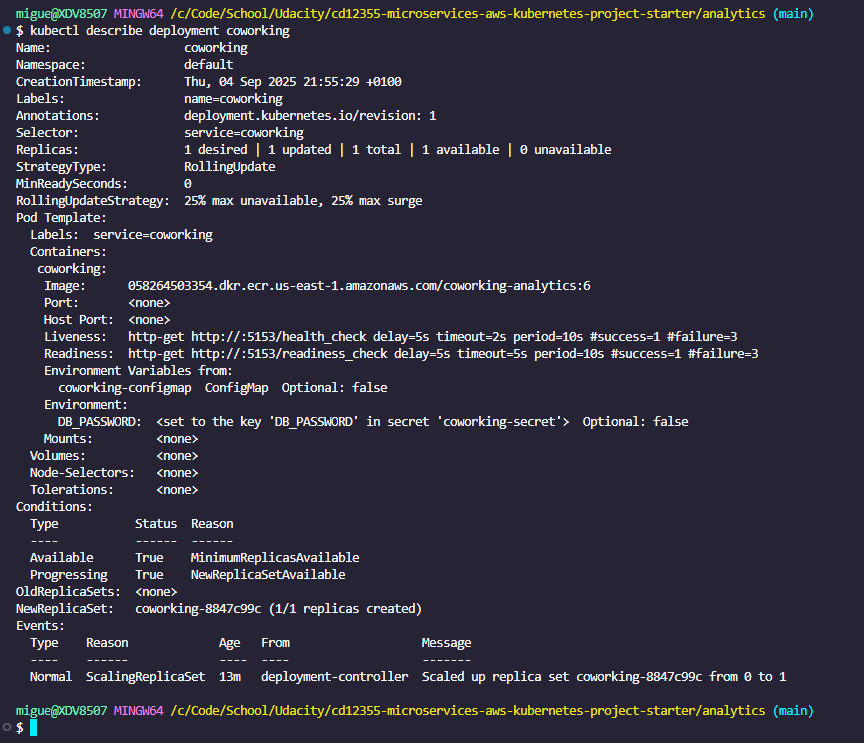 migue@XDV8507 MINGW64 /c/Code/School/Udacity/cd12355-microservices-aws-kubernetes-project-starter/analytics (main)
$ kubectl describe deployment coworking
Name:                   coworking
Namespace:              default
CreationTimestamp:      Thu, 04 Sep 2025 21:55:29 +0100
Labels:                 name=coworking
Annotations:            deployment.kubernetes.io/revision: 1
Selector:               service=coworking
Replicas:               1 desired | 1 updated | 1 total | 1 available | 0 unavailable
StrategyType:           RollingUpdate
MinReadySeconds:        0
RollingUpdateStrategy:  25% max unavailable, 25% max surge
Pod Template:
  Labels:  service=coworking
  Containers:
   coworking:
    Image:      058264503354.dkr.ecr.us-east-1.amazonaws.com/coworking-analytics:6
    Port:       <none>
    Host Port:  <none>
    Liveness:   http-get http://:5153/health_check delay=5s timeout=2s period=10s #success=1 #failure=3
    Readiness:  http-get http://:5153/readiness_check delay=5s timeout=5s period=10s #success=1 #failure=3
    Environment Variables from:
      coworking-configmap  ConfigMap  Optional: false
    Environment:
      DB_PASSWORD:  <set to the key 'DB_PASSWORD' in secret 'coworking-secret'>  Optional: false
    Mounts:         <none>
  Volumes:          <none>
  Node-Selectors:   <none>
  Tolerations:      <none>
Conditions:
  Type           Status  Reason
  ----           ------  ------
  Available      True    MinimumReplicasAvailable
  Progressing    True    NewReplicaSetAvailable
OldReplicaSets:  <none>
NewReplicaSet:   coworking-8847c99c (1/1 replicas created)
Events:
  Type    Reason             Age   From                   Message
  ----    ------             ----  ----                   -------
  Normal  ScalingReplicaSet  13m   deployment-controller  Scaled up replica set coworking-8847c99c from 0 to 1
migue@XDV8507 MINGW64 /c/Code/School/Udacity/cd12355-microservices-aws-kubernetes-project-starter/analytics (main)
$